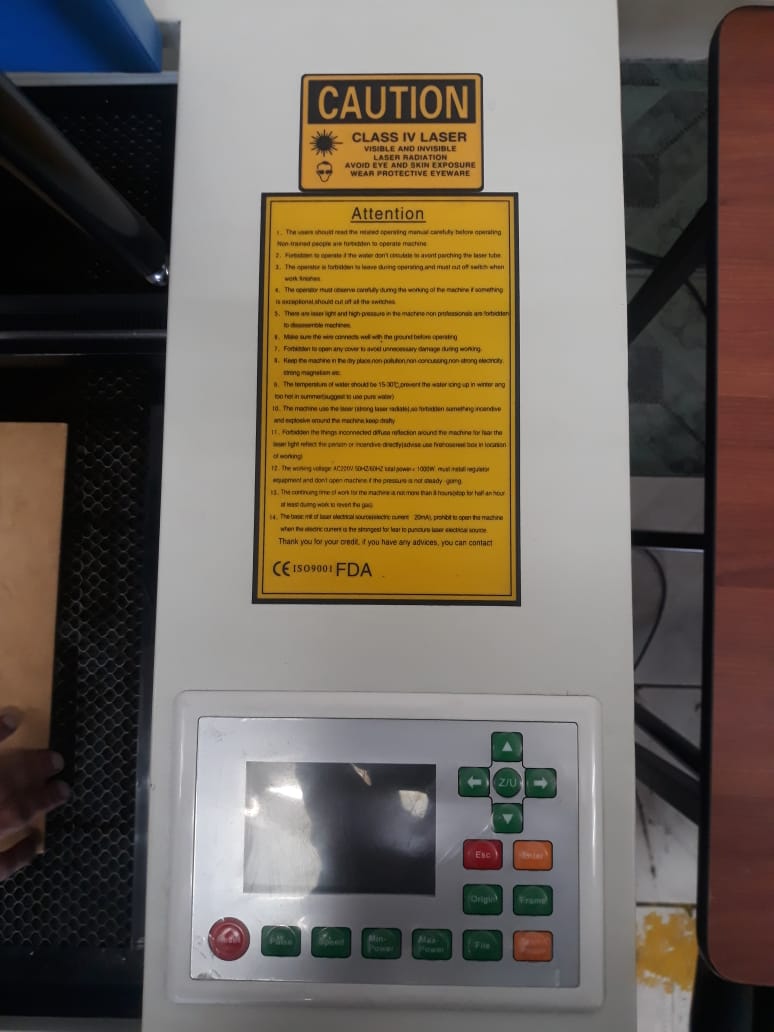 CAUTION
CLASS IV LASER
VISIBLE AND INVISIBLE
LASER RADIATION
AVOID EYE AND SKIN EXPOSURE
WEAR PROTECTIVE EYEWARE
Attention
1、The users should read the related operating manual carefully before operating
Non-trained people are forbidden to operate machine.
2、Forbidden to operate if the water don't circulate to avoid parching the laser tube.
3、The operator is forbidden to leave during operating,and must cut off switch when
work finishes.
4、The operator must observe carefully during the working of the machine if something
is exceptional,should cut off all the switches.
5、There are laser light and high-pressure in the machine non professionals are forbidden
to disassemble machines.
6、Make sure the wire connects well with the ground before operating
7、Forbidden to open any cover to avoid unnecessary damage during working.
8、Keep the machine in the dry place,non-pollution,non-concussing,non-strong electricity,
strong magnetism etc.
9、The temperature of water should be 15-30℃,prevent the water icing up in winter ang
too hor in summer(suggest to use pure water)
10、The machine use the laser (strong laser radiate),so forbidden something incendive
and explosive around the machine,keep drafty
11、Forbidden the things inconnected diffuse reflection around the machine for fear the
laser light reflect the person or incendive directly(advise use in location
of working)
12、The working voltage: AC220V 50HZ/60HZ total power< 1000W. must install regulator
equipment and don't open machine if the pressure is not steady -going.
13、The continuing time of work for the machine is not more than 8 hours(stop for half an hour
at least during work to revert the gas)
14、The basic mit of laser electrical source(electric current 20mA), prohibit to open the machine
when the electric current is the strongest for fear to puncture laser electrical source.
Thank you for your credit, if you have any advices, you can contact
CE ISO9001 FDA
Z/U
Esc
Enter
Origin
Frame
Pulse
Speed
Min-Power
Max-Power
File